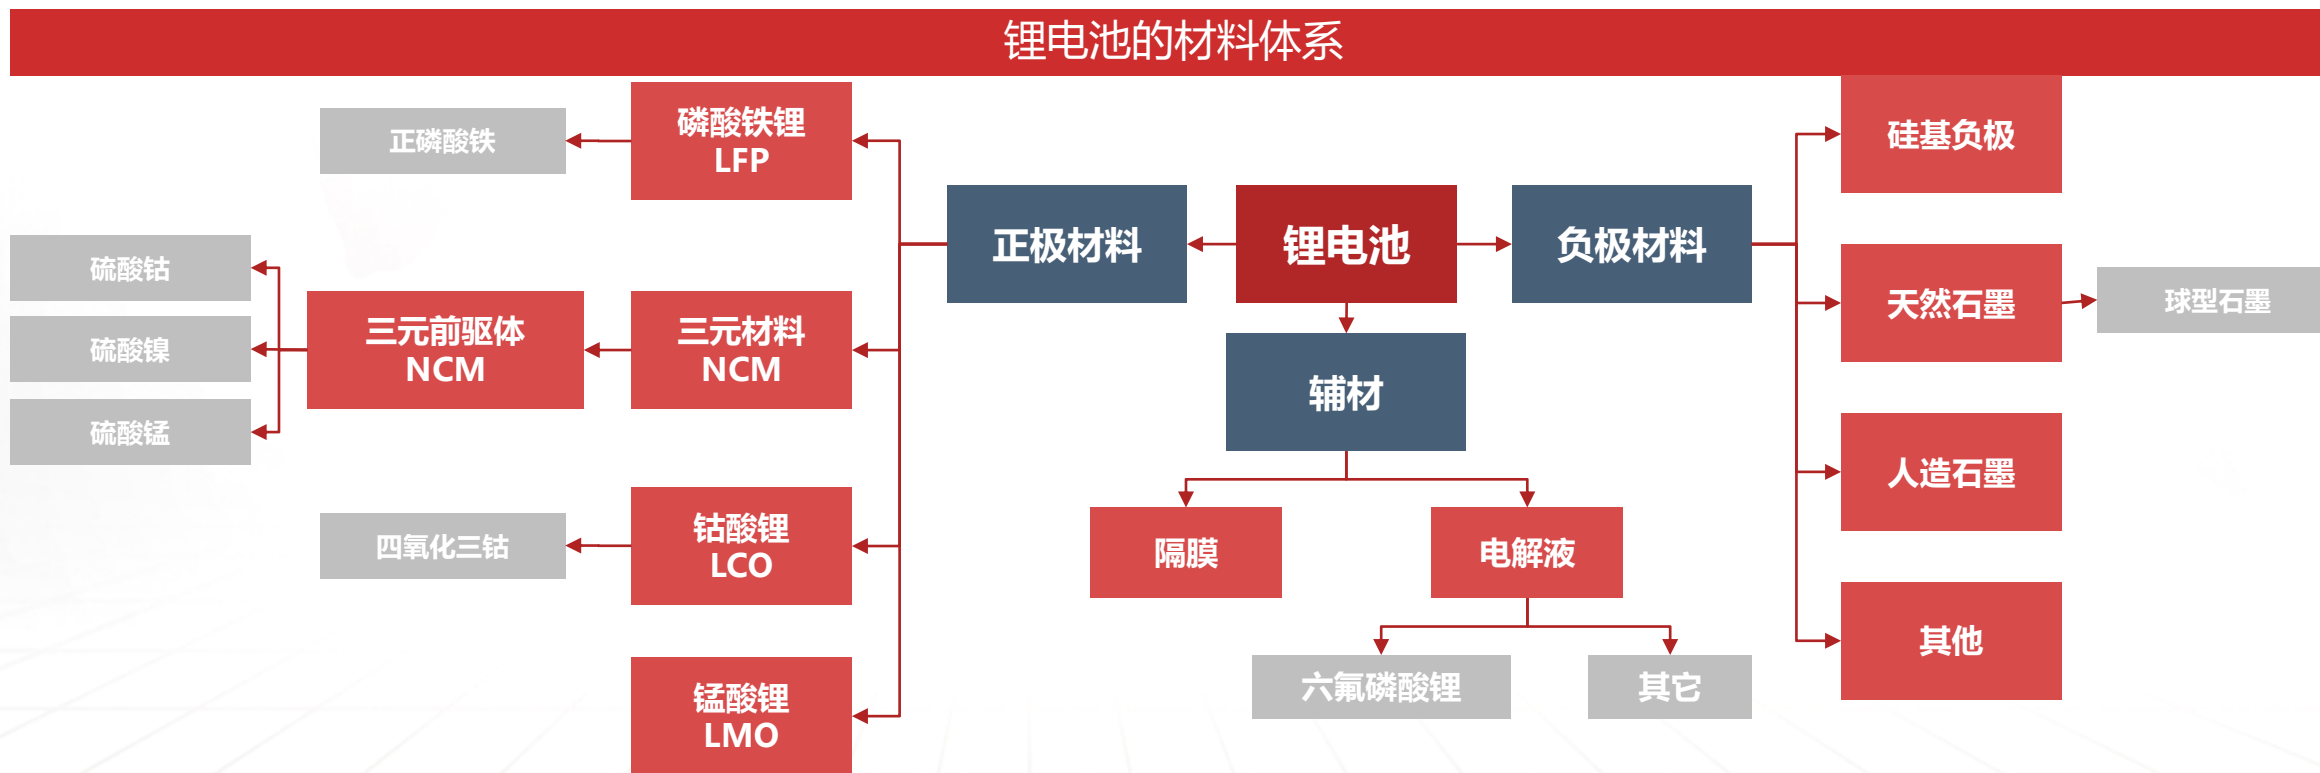 锂电池的材料体系
正磷酸铁
磷酸铁锂
LFP
硫酸钴
硫酸镍
硫酸锰
三元前驱体
NCM
三元材料
NCM
四氧化三钴
钴酸锂
LCO
锰酸锂
LMO
正极材料
锂电池
负极材料
辅材
隔膜
电解液
六氟磷酸锂
其它
硅基负极
天然石墨
球型石墨
人造石墨
其他